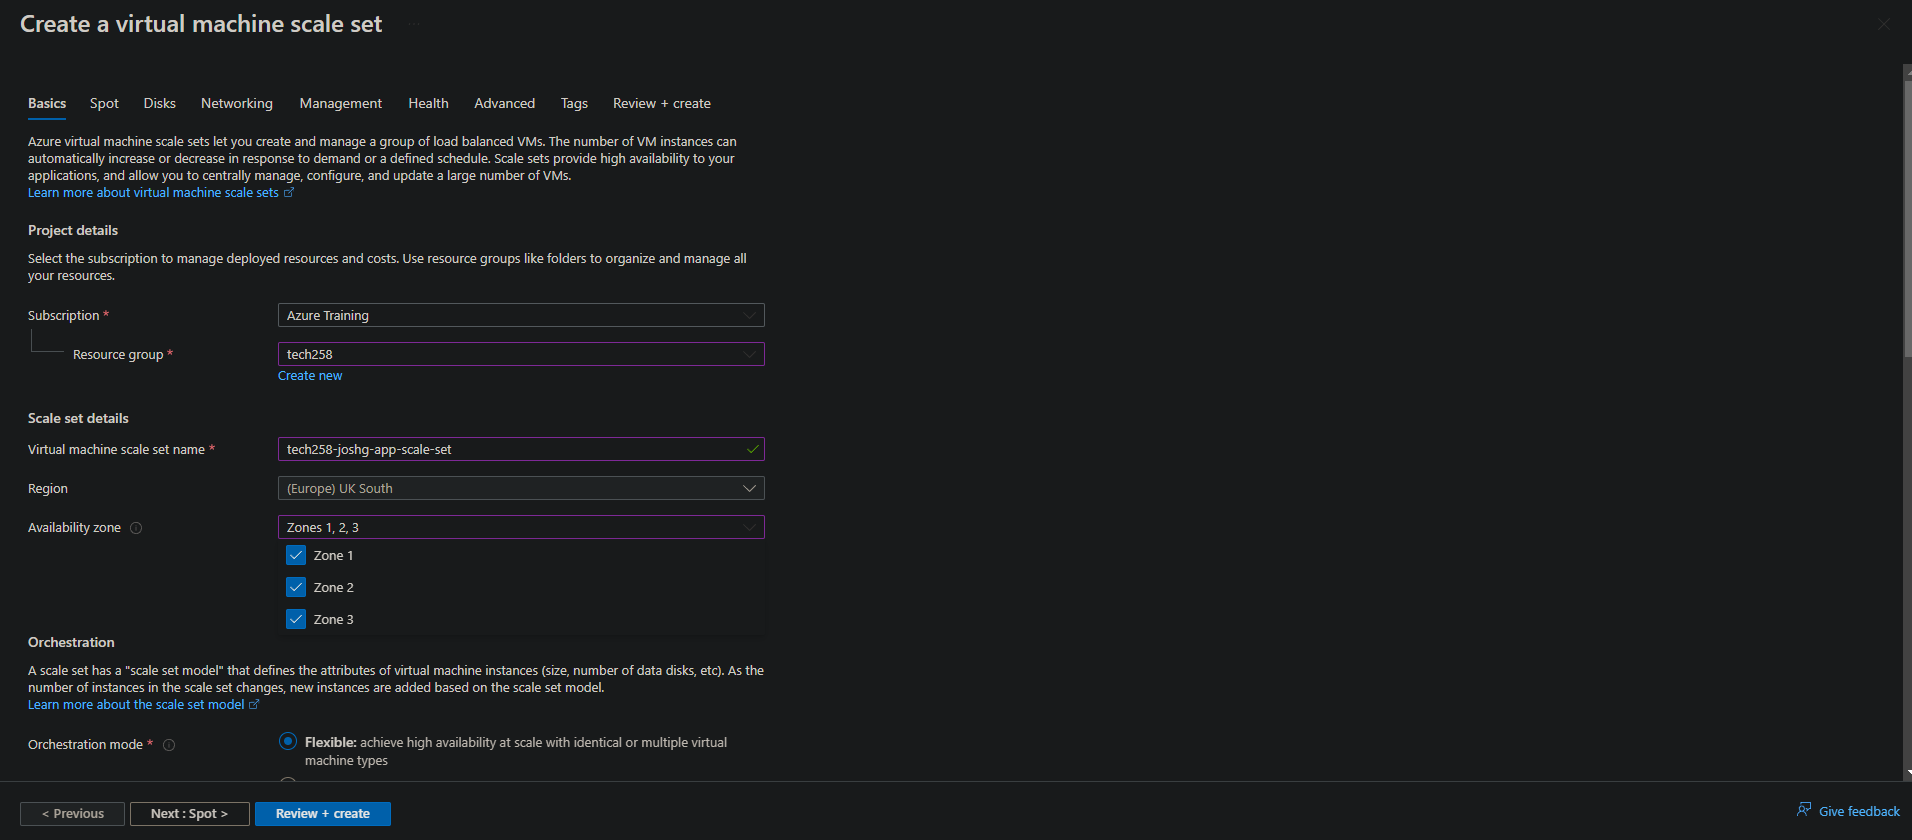 Create a virtual machine scale set
Basics Spot Disks Networking Management Health Advanced Tags Review + create
Azure virtual machine scale sets let you create and manage a group of load balanced VMs. The number of VM instances can
automatically increase or decrease in response to demand or a defined schedule. Scale sets provide high availability to your
applications, and allow you to centrally manage, configure, and update a large number of VMs.
Learn more about virtual machine scale sets
Project details
Select the subscription to manage deployed resources and costs. Use resource groups like folders to organize and manage all
your resources.
Subscription * Azure Training
Resource group * tech258
Create new
Scale set details
Virtual machine scale set name * tech258-joshg-app-scale-set
Region (Europe) UK South
Availability zone Zones 1, 2, 3
Zone 1
Zone 2
Zone 3
Orchestration
A scale set has a "scale set model" that defines the attributes of virtual machine instances (size, number of data disks, etc). As the
number of instances in the scale set changes, new instances are added based on the scale set model.
Learn more about the scale set model
Orchestration mode * Flexible: achieve high availability at scale with identical or multiple virtual
machine types
< Previous Next : Spot > Review + create Give feedback